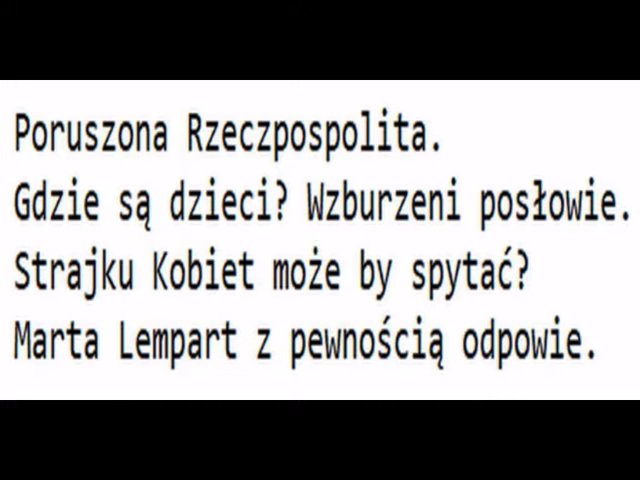 Poruszona Rzeczpospolita.
Gdzie są dzieci? Wzburzeni posłowie.
Strajku Kobiet może by spytać?
Marta Lempart z pewnością odpowie.